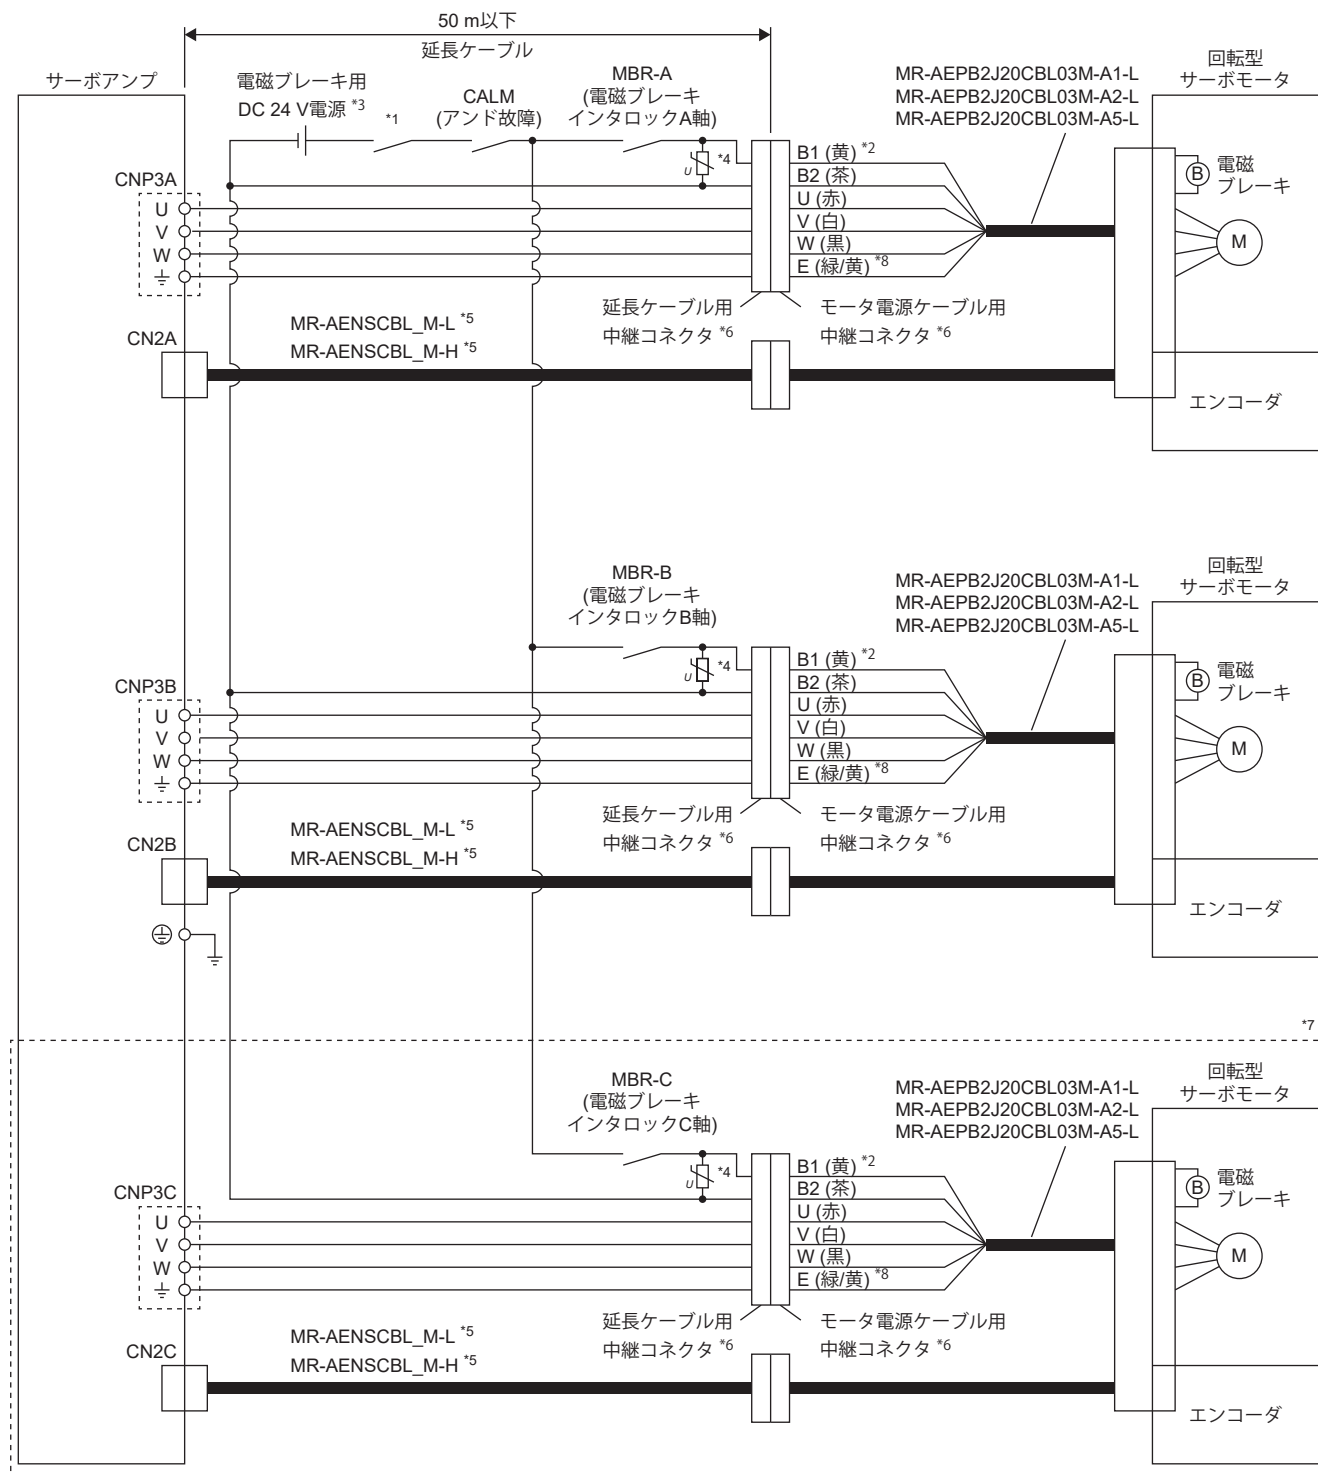 50 m以下
延長ケーブル
サーボアンプ
電磁ブレーキ用
DC 24 V電源 *3
*1
CALM
(アンド故障)
MBR-A
(電磁ブレーキ
インタロックA軸)
MR-AEPB2J20CBL03M-A1-L
MR-AEPB2J20CBL03M-A2-L
MR-AEPB2J20CBL03M-A5-L
回転型
サーボモータ
U
*4
B1 (黄) *2
B2 (茶)
U (赤)
V (白)
W (黒)
E (緑/黄) *8
B
電磁
ブレーキ
M
CNP3A
U
V
W
延長ケーブル用
中継コネクタ *6
モータ電源ケーブル用
中継コネクタ *6
CN2A
MR-AENSCBL_M-L *5
MR-AENSCBL_M-H *5
エンコーダ
MBR-B
(電磁ブレーキ
インタロックB軸)
MR-AEPB2J20CBL03M-A1-L
MR-AEPB2J20CBL03M-A2-L
MR-AEPB2J20CBL03M-A5-L
回転型
サーボモータ
U
*4
B1 (黄) *2
B2 (茶)
U (赤)
V (白)
W (黒)
E (緑/黄) *8
B
電磁
ブレーキ
M
CNP3B
U
V
W
延長ケーブル用
中継コネクタ *6
モータ電源ケーブル用
中継コネクタ *6
CN2B
MR-AENSCBL_M-L *5
MR-AENSCBL_M-H *5
エンコーダ
*7
MBR-C
(電磁ブレーキ
インタロックC軸)
MR-AEPB2J20CBL03M-A1-L
MR-AEPB2J20CBL03M-A2-L
MR-AEPB2J20CBL03M-A5-L
回転型
サーボモータ
U
*4
B1 (黄) *2
B2 (茶)
U (赤)
V (白)
W (黒)
E (緑/黄) *8
B
電磁
ブレーキ
M
CNP3C
U
V
W
延長ケーブル用
中継コネクタ *6
モータ電源ケーブル用
中継コネクタ *6
CN2C
MR-AENSCBL_M-L *5
MR-AENSCBL_M-H *5
エンコーダ